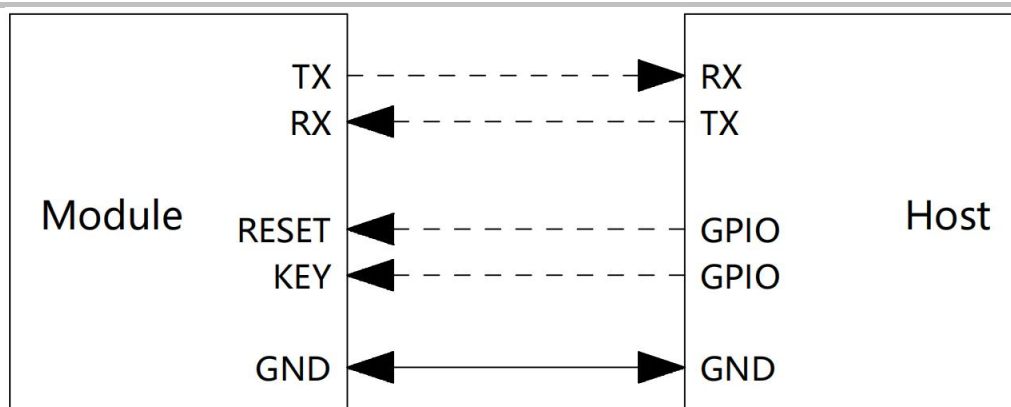 TX RX
RX TX
Module Host
RESET GPIO
KEY GPIO
GND GND